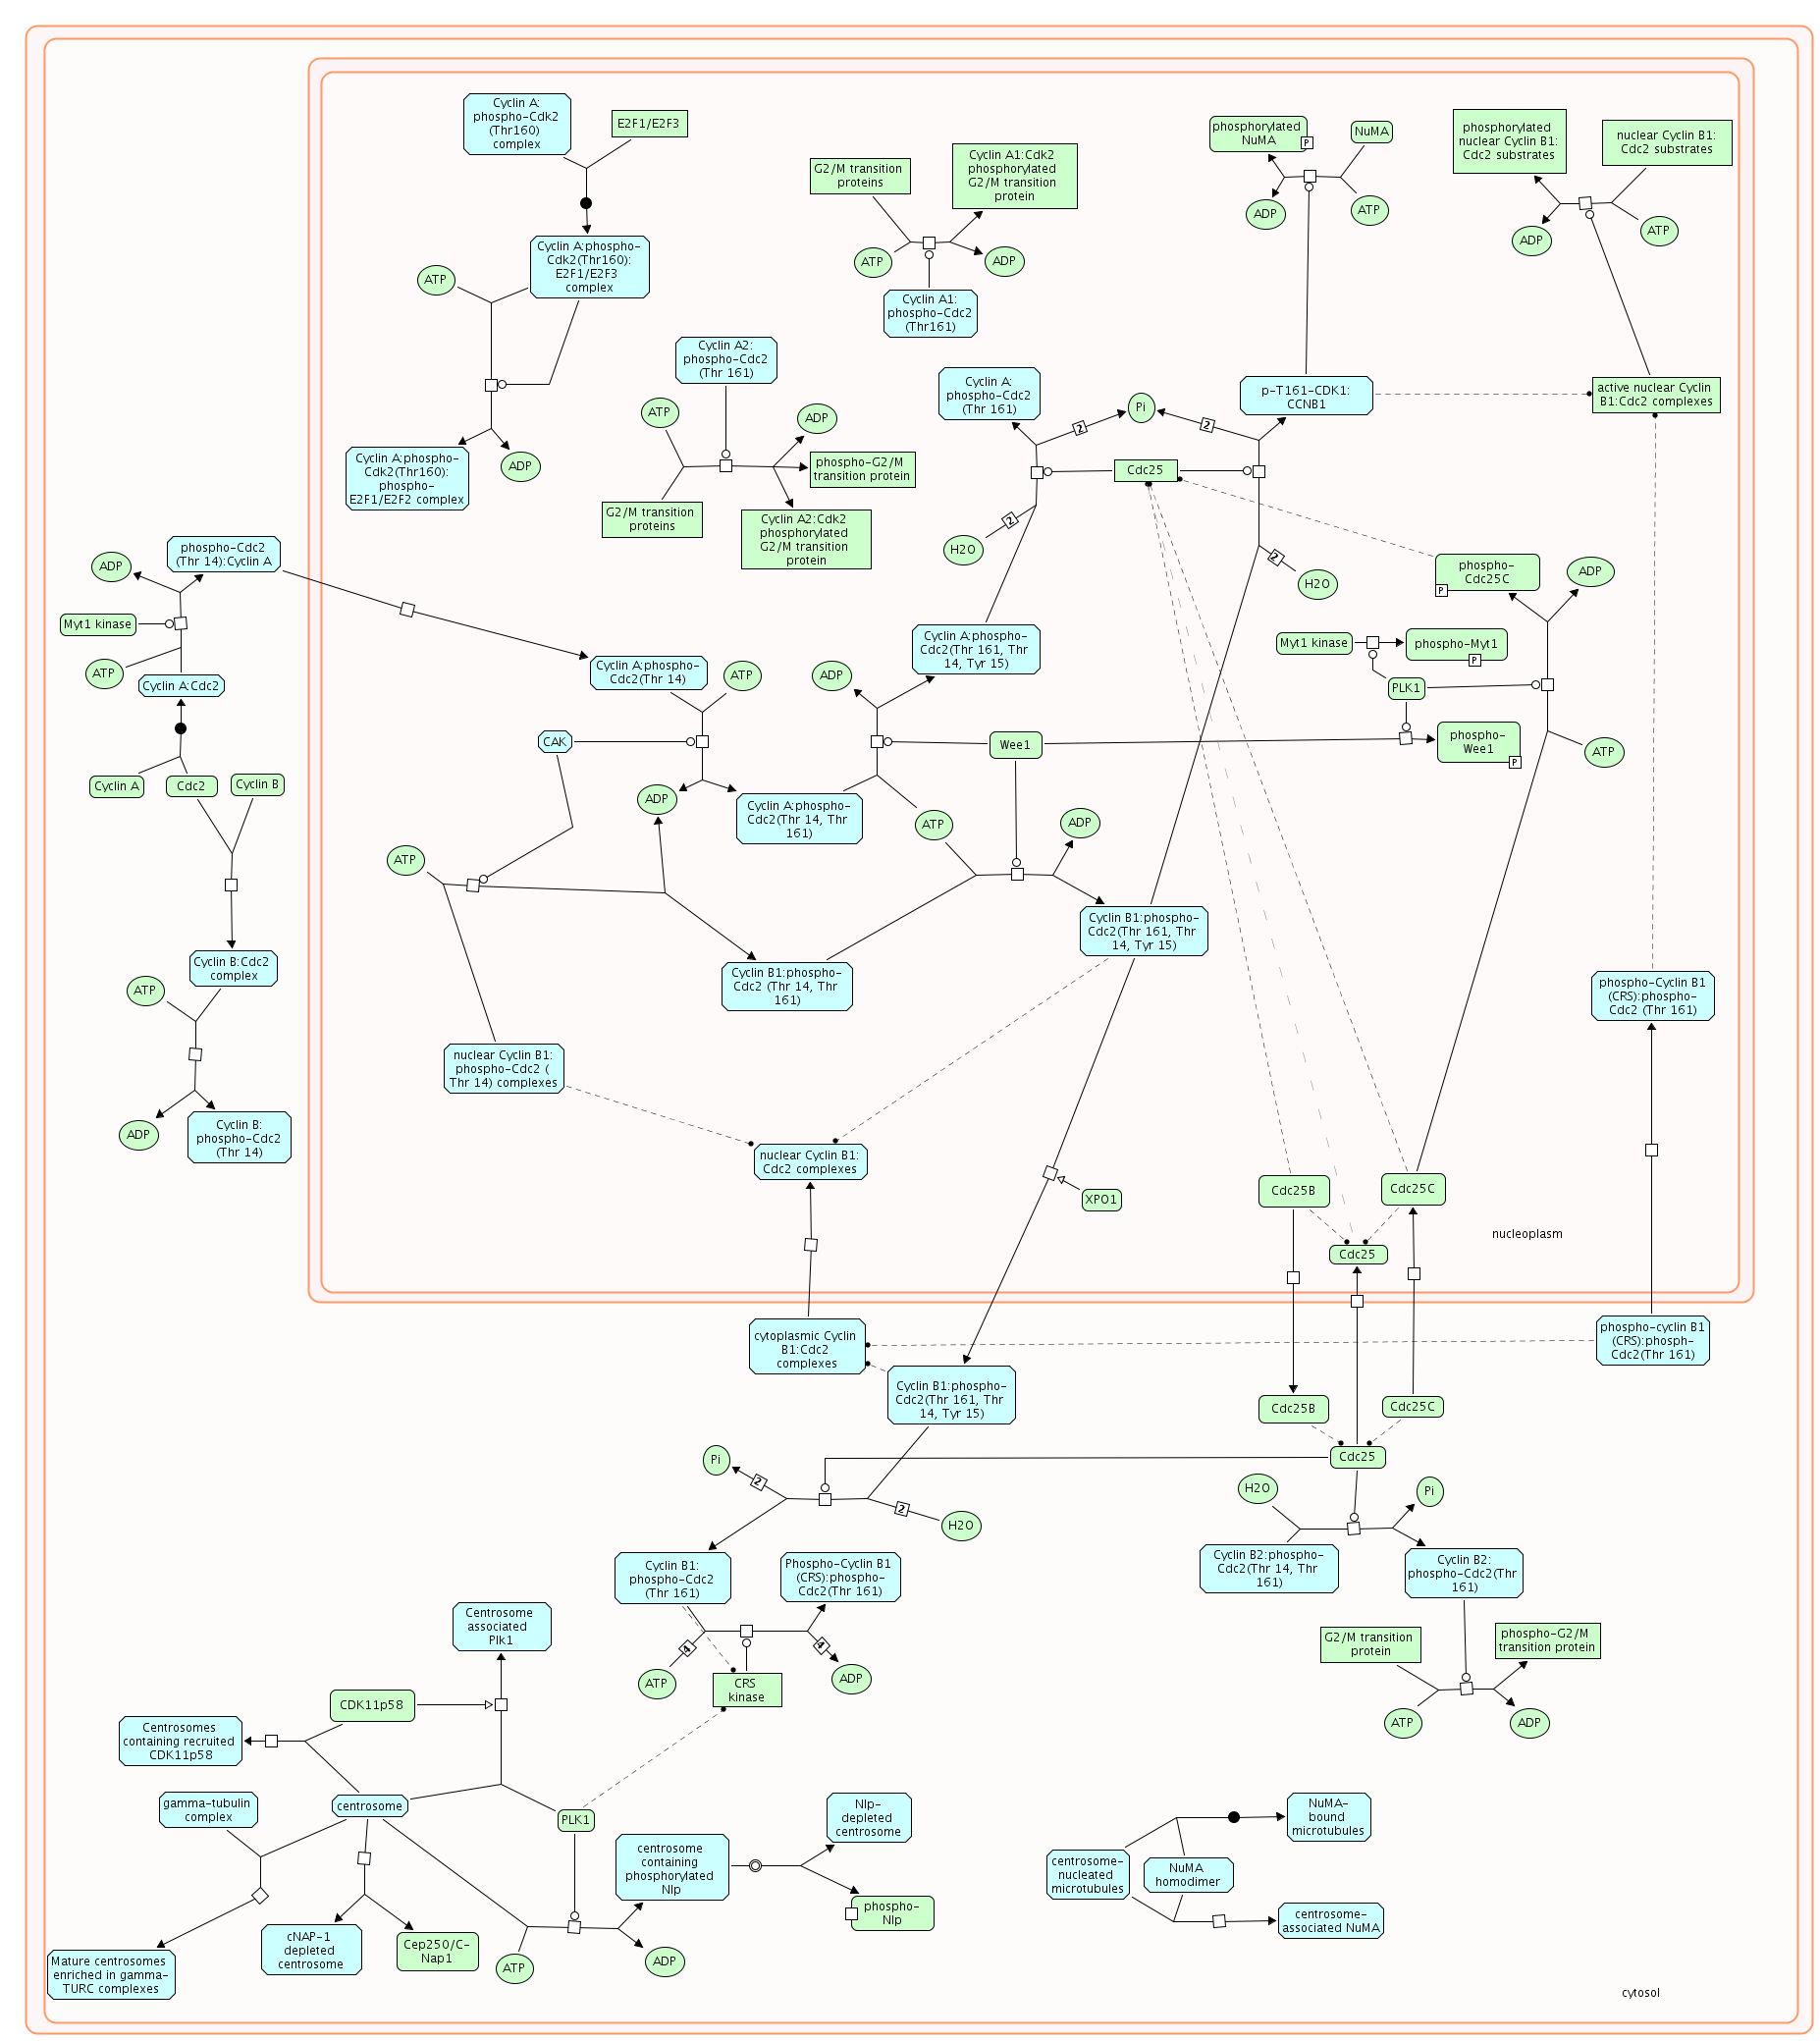 Cyclin A:
phospho-Cdk2
(Thr160)
complex
E2F1/E2F3
Cyclin A:phospho-
Cdk2(Thr160):
E2F1/E2F3
complex
ATP
Cyclin A:phospho-
Cdk2(Thr160):
phospho-
E2F1/E2F2 complex
ADP
G2/M transition
proteins
Cyclin A1:Cdk2
phosphorylated
G2/M transition
protein
ATP
ADP
Cyclin A1:
phospho-Cdc2
(Thr161)
phosphorylated
NuMA
P
NuMA
ADP
ATP
phosphorylated
nuclear Cyclin B1:
Cdc2 substrates
nuclear Cyclin B1:
Cdc2 substrates
ADP
ATP
Cyclin A2:
phospho-Cdc2
(Thr 161)
ATP
ADP
phospho-G2/M
transition protein
G2/M transition
proteins
Cyclin A2:Cdk2
phosphorylated
G2/M transition
protein
Cyclin A:
phospho-Cdc2
(Thr 161)
2
Pi
2
p-T161-CDK1:
CCNB1
active nuclear Cyclin
B1:Cdc2 complexes
Cdc25
2
H2O
2
H2O
phospho-
Cdc25C
P
ADP
phospho-Cdc2
(Thr 14):Cyclin A
ADP
Myt1 kinase
ATP
Cyclin A:Cdc2
Cyclin A
Cdc2
Cyclin B
Cyclin A:phospho-
Cdc2(Thr 14)
ATP
ADP
Cyclin A:phospho-
Cdc2(Thr 161, Thr
14, Tyr 15)
Myt1 kinase
phospho-Myt1
P
PLK1
CAK
Wee1
phospho-
Wee1
P
ATP
ADP
Cyclin A:phospho-
Cdc2(Thr 14, Thr
161)
ATP
ADP
ATP
Cyclin B1:phospho-
Cdc2(Thr 161, Thr
14, Tyr 15)
Cyclin B:Cdc2
complex
ATP
Cyclin B1:phospho-
Cdc2 (Thr 14, Thr
161)
phospho-Cyclin B1
(CRS):phospho-
Cdc2 (Thr 161)
nuclear Cyclin B1:
phospho-Cdc2 (
Thr 14) complexes
ADP
Cyclin B:
phospho-Cdc2
(Thr 14)
nuclear Cyclin B1:
Cdc2 complexes
XPO1
Cdc25B
Cdc25C
Cdc25
nucleoplasm
cytoplasmic Cyclin
B1:Cdc2
complexes
phospho-cyclin B1
(CRS):phosph-
Cdc2(Thr 161)
Cyclin B1:phospho-
Cdc2(Thr 161, Thr
14, Tyr 15)
Cdc25B
Cdc25C
Cdc25
Pi
2
2
H2O
H2O
Pi
Cyclin B1:
phospho-Cdc2
(Thr 161)
Phospho-Cyclin B1
(CRS):phospho-
Cdc2(Thr 161)
Cyclin B2:phospho-
Cdc2(Thr 14, Thr
161)
Cyclin B2:
phospho-Cdc2(Thr
161)
4
4
ATP
CRS
kinase
ADP
G2/M transition
protein
phospho-G2/M
transition protein
ATP
ADP
Centrosome
associated
Plk1
CDK11p58
Centrosomes
containing recruited
CDK11p58
gamma-tubulin
complex
centrosome
PLK1
Nlp-
depleted
centrosome
centrosome
containing
phosphorylated
Nlp
phospho-
Nlp
NuMA-
bound
microtubules
centrosome-
nucleated
microtubules
NuMA
homodimer
centrosome-
associated NuMA
cNAP-1
depleted
centrosome
Cep250/C-
Nap1
ATP
ADP
Mature centrosomes
enriched in gamma-
TURC complexes
cytosol